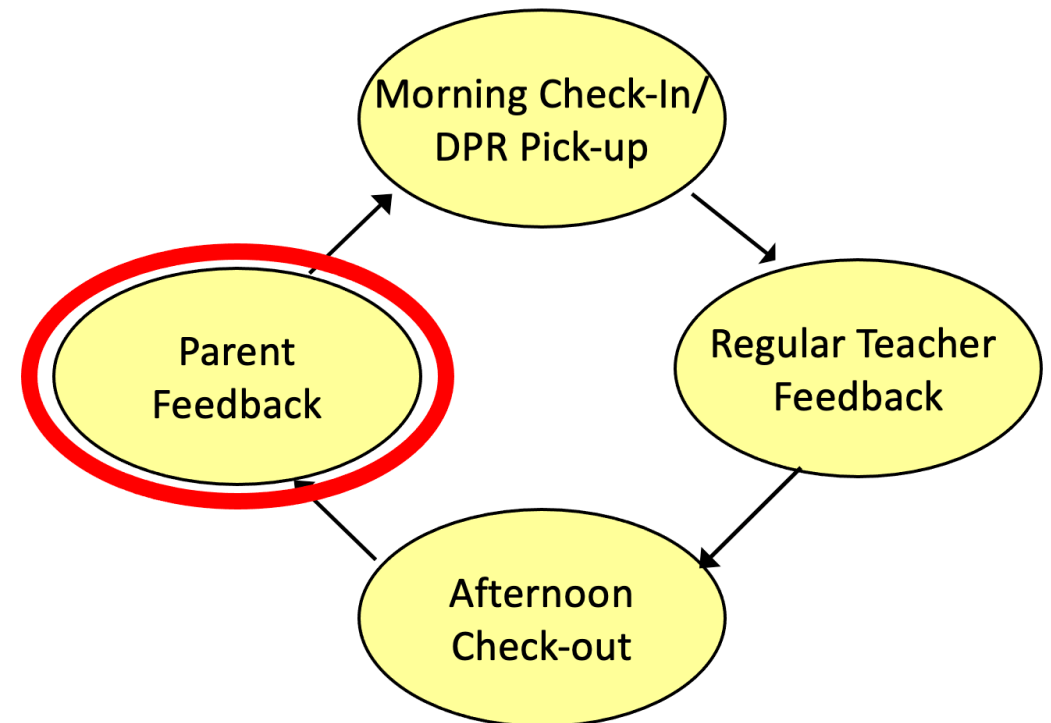 Morning Check-In/
DPR Pick-up
Regular Teacher
Feedback
Afternoon
Check-out
Parent
Feedback